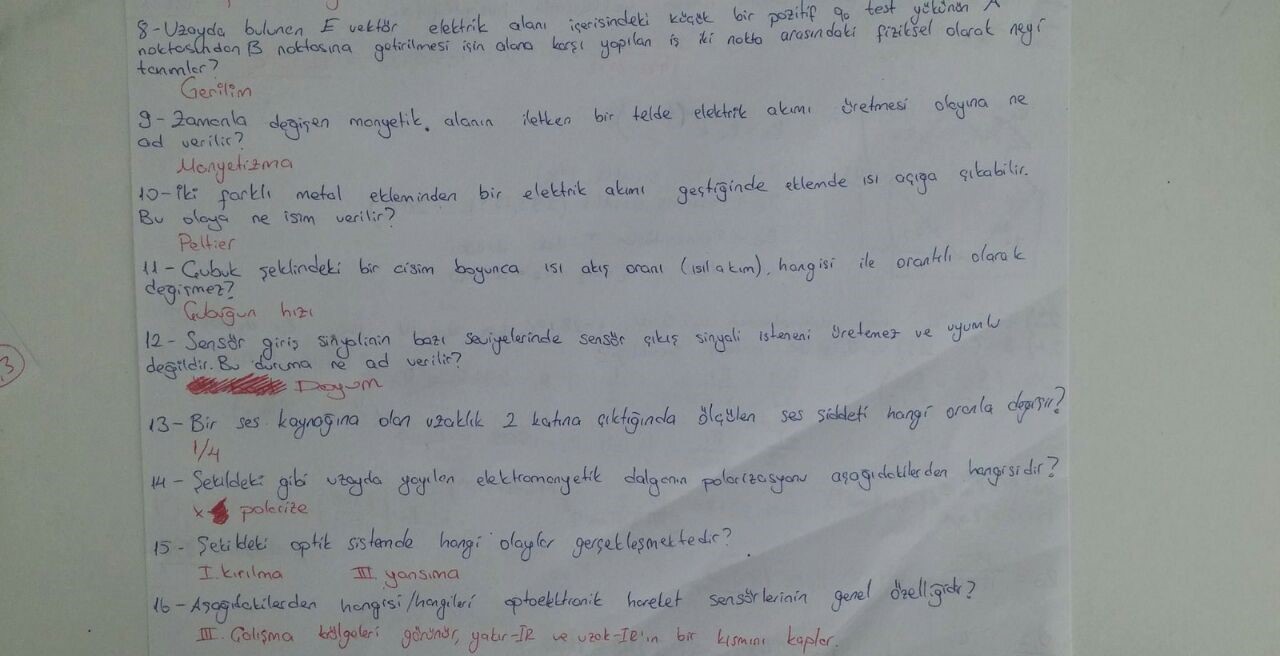 8-Uzayda bulunan E vektör elektrik alanı içerisindeki küçük bir pozitif q0 test yükünün A
noktasından B noktasına getirilmesi için alana karşı yapılan iş iki nokta arasındaki fiziksel olarak neyi
tanımlar?
Gerilim
9-Zamanla değişen manyetik alanın iletken bir telde elektrik akımı üretmesi olayına ne
ad verilir?
Manyetizma
10-İki farklı metal ekleminden bir elektrik akımı geçtiğinde eklemde ısı açığa çıkabilir.
Bu olaya ne isim verilir?
Peltier
11-Çubuk şeklindeki bir cisim boyunca ısı akış oranı (ısıl akım), hangisi ile orantılı olarak
değişmez?
Çubuğun hızı
12-Sensör giriş sinyalinin bazı seviyelerinde sensör çıkış sinyali isteneni üretemez ve uyumlu
değildir. Bu duruma ne ad verilir?
3
Doyum
13-Bir ses kaynağına olan uzaklık 2 katına çıktığında ölçülen ses şiddeti hangi oranla değişir?
1/4
14-Şekildeki gibi uzayda yayılan elektromanyetik dalganın polarizasyonu aşağıdakilerden hangisidir?
x polarize
15-Şekildeki optik sistemde hangi olaylar gerçekleşmektedir?
I. kırılma III. yansıma
16-Aşağıdakilerden hangisi/hangileri optoelktronik hareket sensörlerinin genel özelliğidir?
III. Çalışma bölgeleri görünür, yakır-IR ve uzak-IR'ın bir kısmını kaplar.